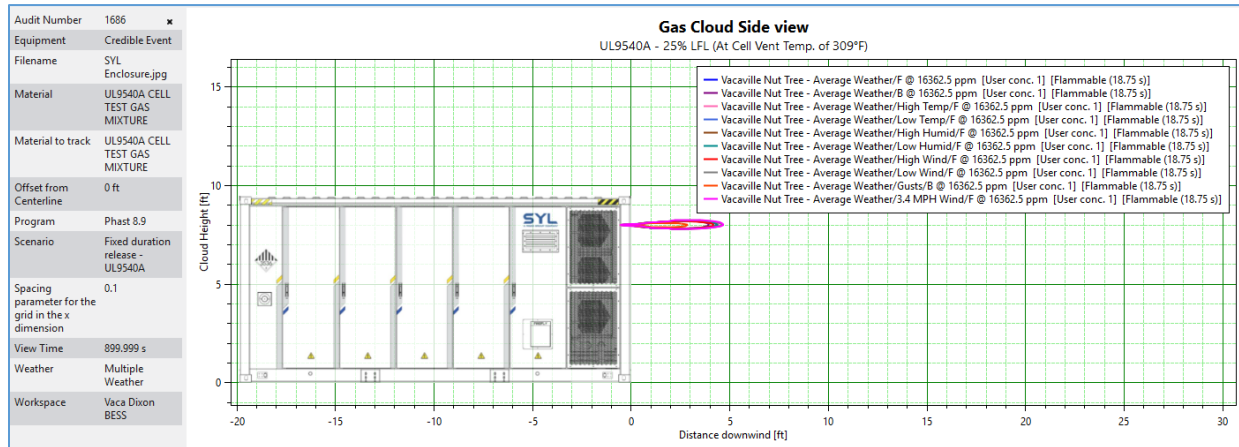 Audit Number 1686 ×
Equipment Credible Event
Filename SYL
Enclosure.jpg
Material UL9540A CELL
TEST GAS
MIXTURE
Material to track UL9540A CELL
TEST GAS
MIXTURE
Offset from 0 ft
Centerline
Program Phast 8.9
Scenario Fixed duration
release -
UL9540A
Spacing 0.1
parameter for the
grid in the x
dimension
View Time 899.999 s
Weather Multiple
Weather
Workspace Vaca Dixon
BESS
Gas Cloud Side view
UL9540A - 25% LFL (At Cell Vent Temp. of 309°F)
Vacaville Nut Tree - Average Weather/F @ 16362.5 ppm [User conc. 1] [Flammable (18.75 s)]
Vacaville Nut Tree - Average Weather/B @ 16362.5 ppm [User conc. 1] [Flammable (18.75 s)]
Vacaville Nut Tree - Average Weather/High Temp/F @ 16362.5 ppm [User conc. 1] [Flammable (18.75 s)]
Vacaville Nut Tree - Average Weather/Low Temp/F @ 16362.5 ppm [User conc. 1] [Flammable (18.75 s)]
Vacaville Nut Tree - Average Weather/High Humid/F @ 16362.5 ppm [User conc. 1] [Flammable (18.75 s)]
Vacaville Nut Tree - Average Weather/Low Humid/F @ 16362.5 ppm [User conc. 1] [Flammable (18.75 s)]
Vacaville Nut Tree - Average Weather/High Wind/F @ 16362.5 ppm [User conc. 1] [Flammable (18.75 s)]
Vacaville Nut Tree - Average Weather/Low Wind/F @ 16362.5 ppm [User conc. 1] [Flammable (18.75 s)]
Vacaville Nut Tree - Average Weather/Gusts/B @ 16362.5 ppm [User conc. 1] [Flammable (18.75 s)]
Vacaville Nut Tree - Average Weather/3.4 MPH Wind/F @ 16362.5 ppm [User conc. 1] [Flammable (18.75 s)]
Cloud Height [ft]
15
10
5
0
SYL
-20 -15 -10 -5 0 5 10 15 20 25 30
Distance downwind [ft]